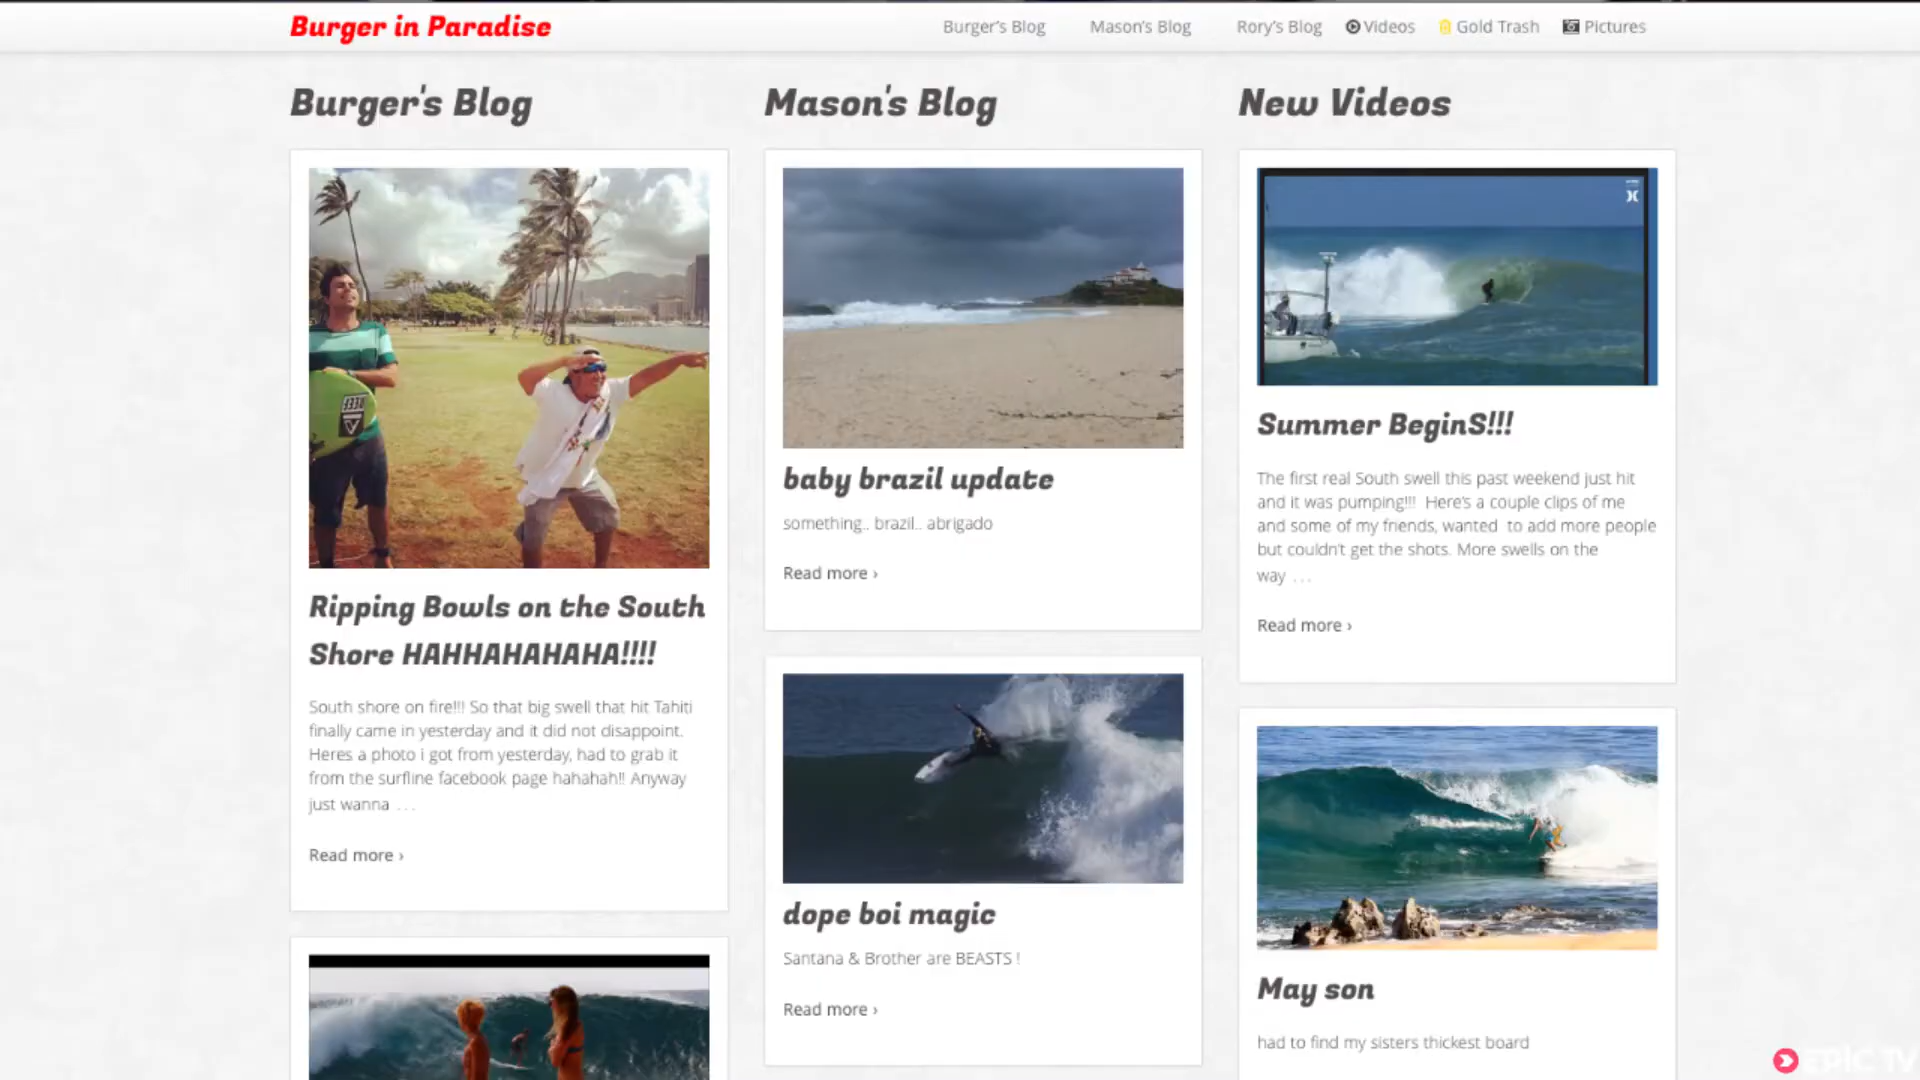 Burger in Paradise
Burger's Blog
Mason's Blog
Rory's Blog
Videos
Gold Trash
Pictures
Burger's Blog
REEF
Ripping Bowls on the South
Shore HAHHAHAHAHA!!!!
South shore on fire!!! So that big swell that hit Tahiti
finally came in yesterday and it did not disappoint.
Heres a photo i got from yesterday, had to grab it
from the surfline facebook page hahahah!! Anyway
just wanna ...
Read more ›
Mason's Blog
baby brazil update
something.. brazil.. abrigado
Read more ›
dope boi magic
Santana & Brother are BEASTS !
Read more ›
New Videos
Summer BeginS!!!
The first real South swell this past weekend just hit
and it was pumping!!! Here's a couple clips of me
and some of my friends, wanted to add more people
but couldn't get the shots. More swells on the
way ...
Read more ›
May son
had to find my sisters thickest board
EPIC TV